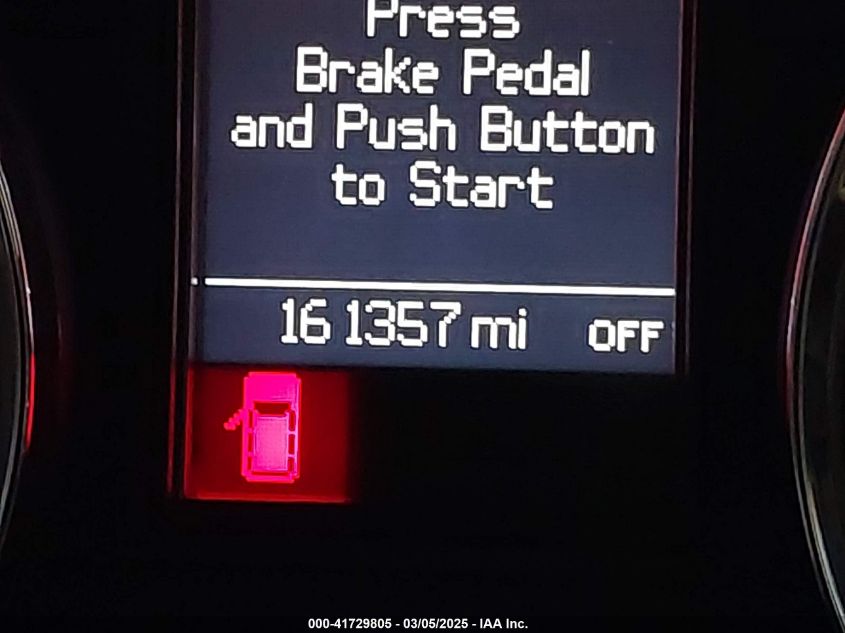 Press
Brake Pedal
and Push Button
to Start
161357 mi OFF
000-41729805 - 03/05/2025 - IAA Inc.